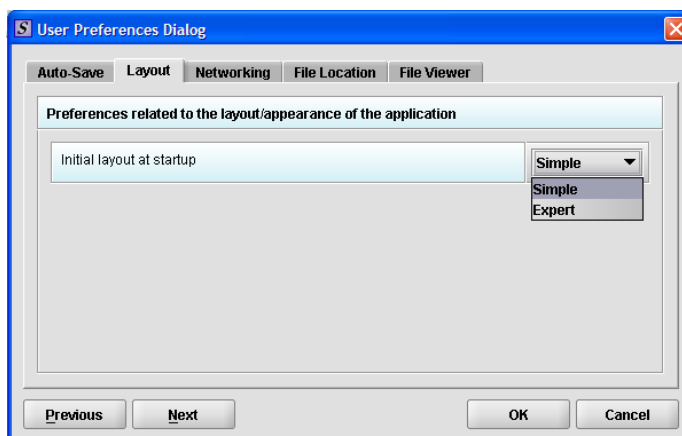 S User Preferences Dialog
Auto-Save Layout Networking File Location File Viewer
Preferences related to the layout/appearance of the application
Initial layout at startup Simple
Simple
Expert
Previous Next OK Cancel